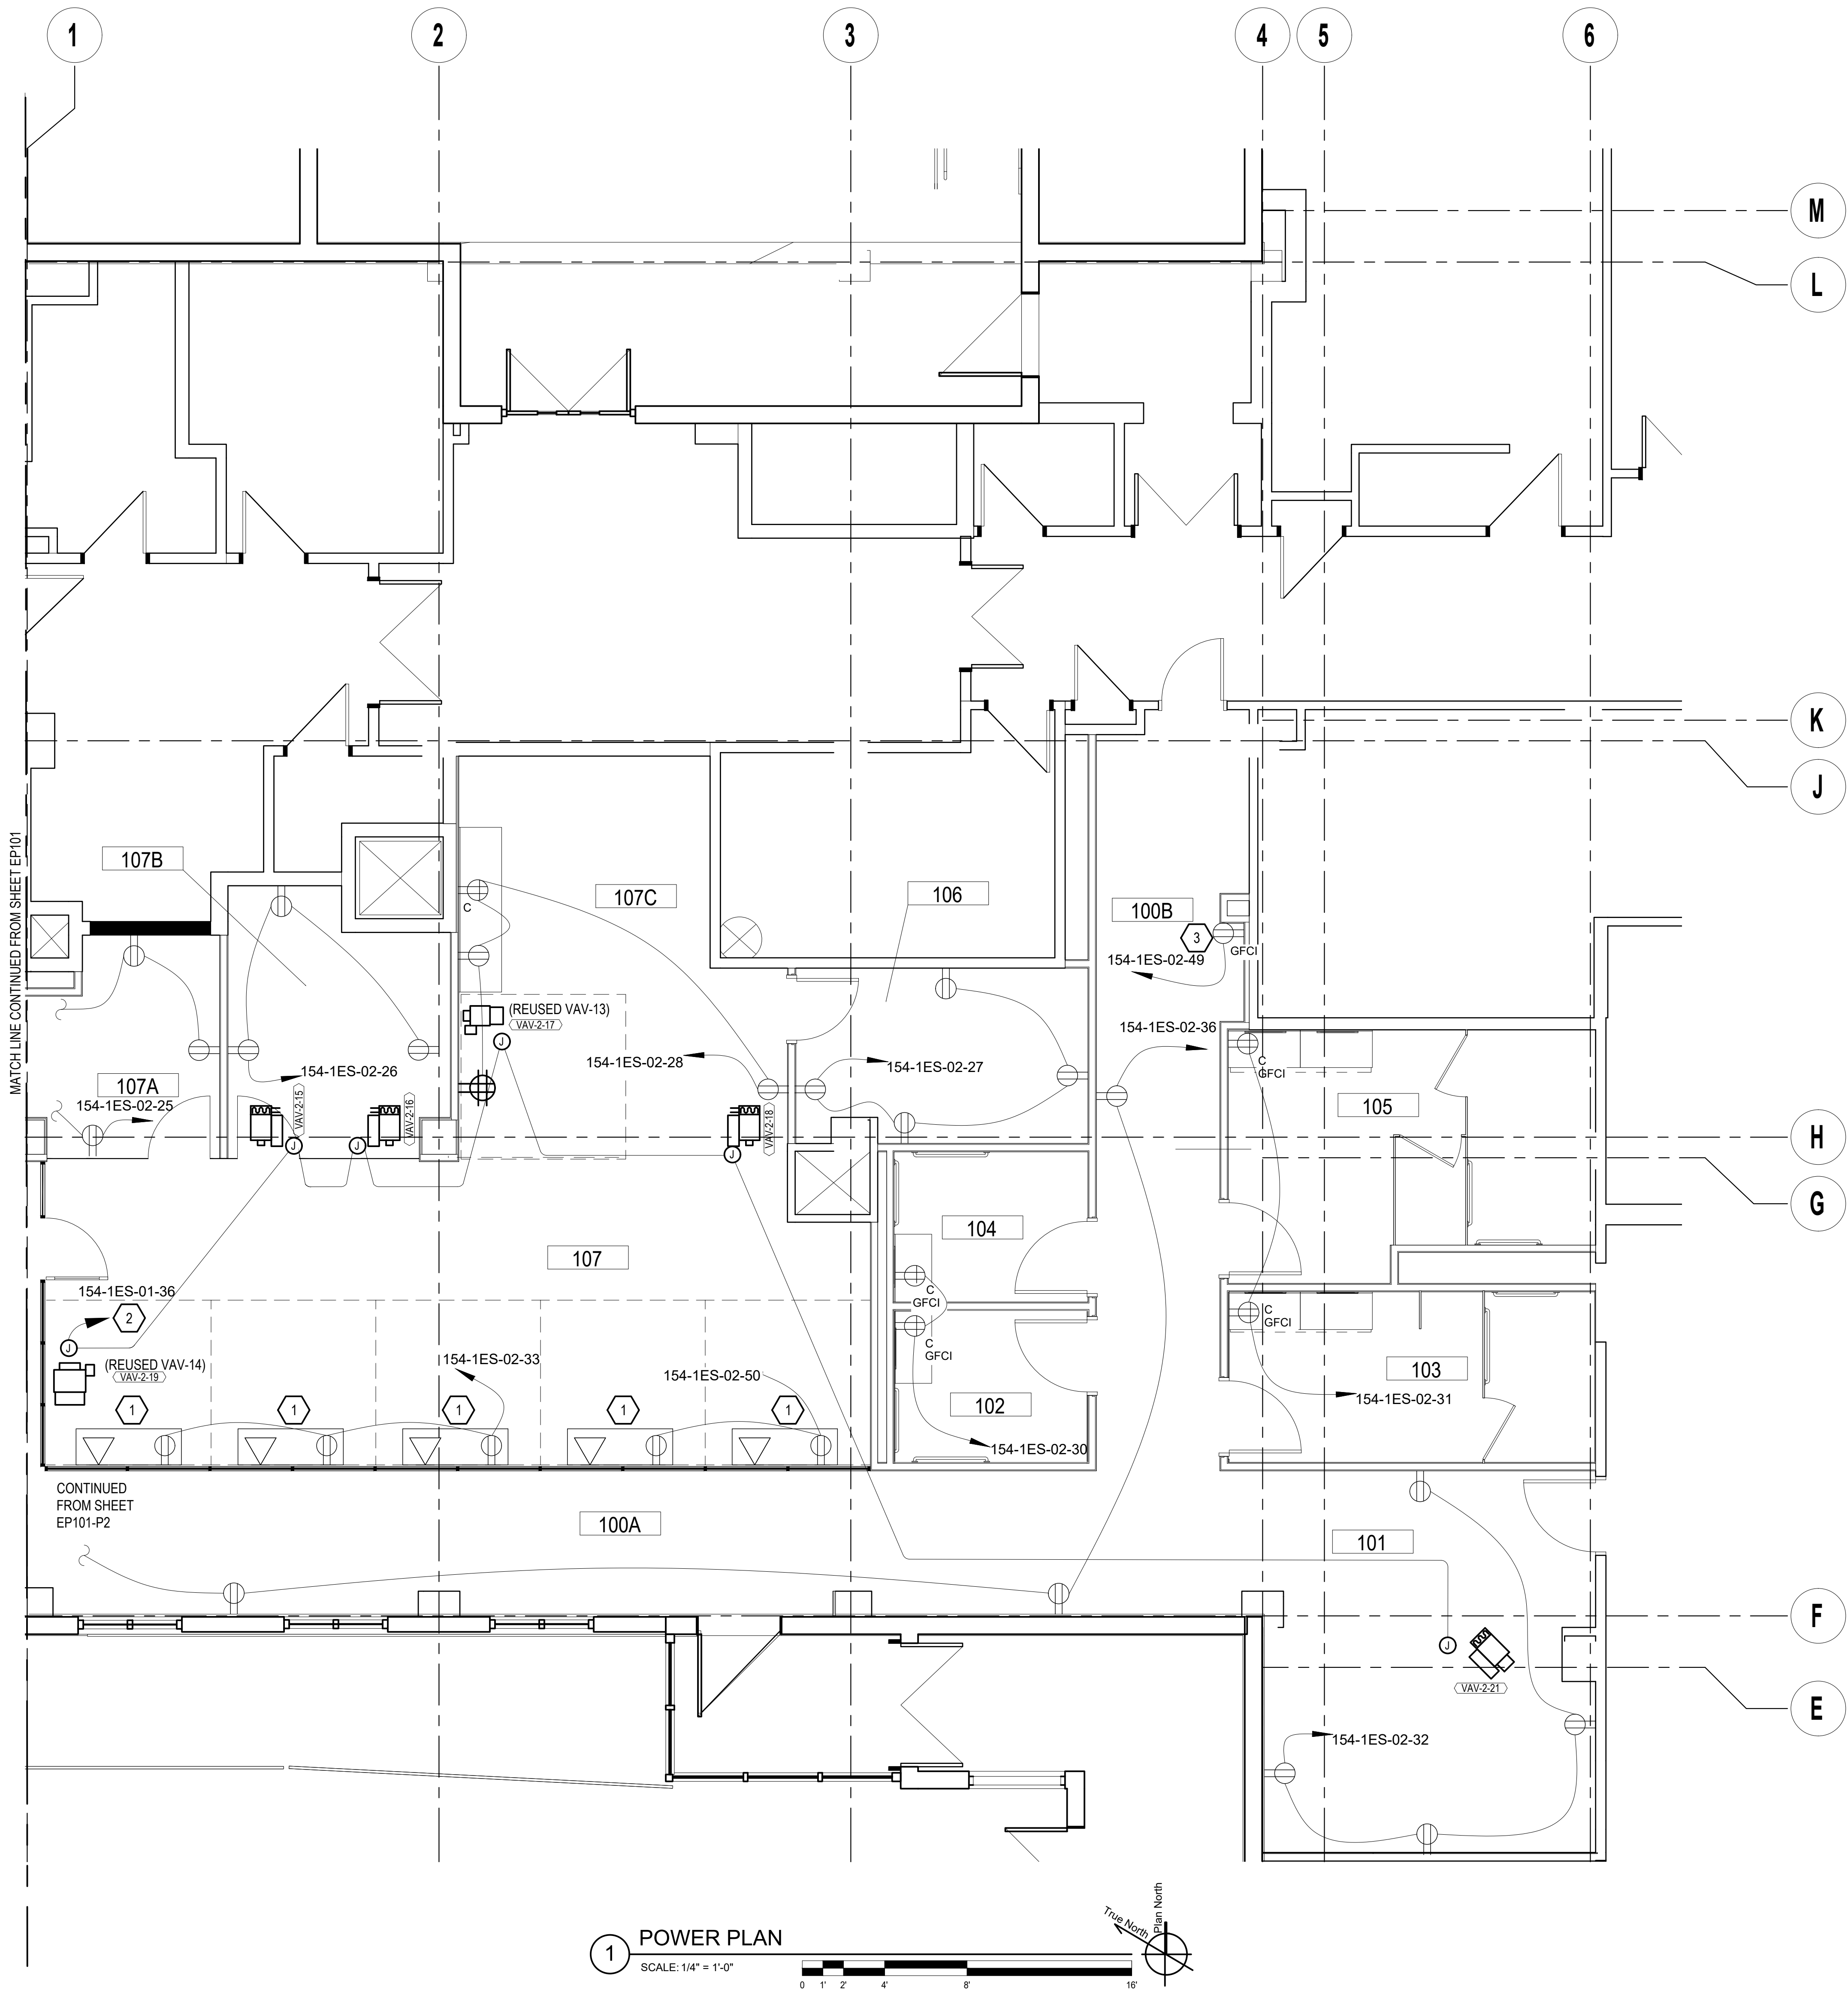 1
2
3
4
5
6
M
L
K
J
MATCH LINE CONTINUED FROM SHEET EP101
107B
107C
106
100B
C
3
GFCI
154-1ES-02-49
(REUSED VAV-13)
VAV-2-17
J
154-1ES-02-36
154-1ES-02-26
154-1ES-02-28
154-1ES-02-27
C
GFCI
107A
154-1ES-02-25
VAV-2-15
VAV-2-16
VAV-2-18
J
J
J
105
H
G
104
107
154-1ES-01-36
2
J
C
GFCI
C
GFCI
C
GFCI
(REUSED VAV-14)
VAV-2-19
154-1ES-02-33
154-1ES-02-50
103
154-1ES-02-31
1
1
1
1
1
102
154-1ES-02-30
CONTINUED
FROM SHEET
EP101-P2
100A
101
F
J
VAV-2-21
E
154-1ES-02-32
1
POWER PLAN
SCALE: 1/4" = 1'-0"
0 1' 2' 4' 8' 16'
True North
Plan North